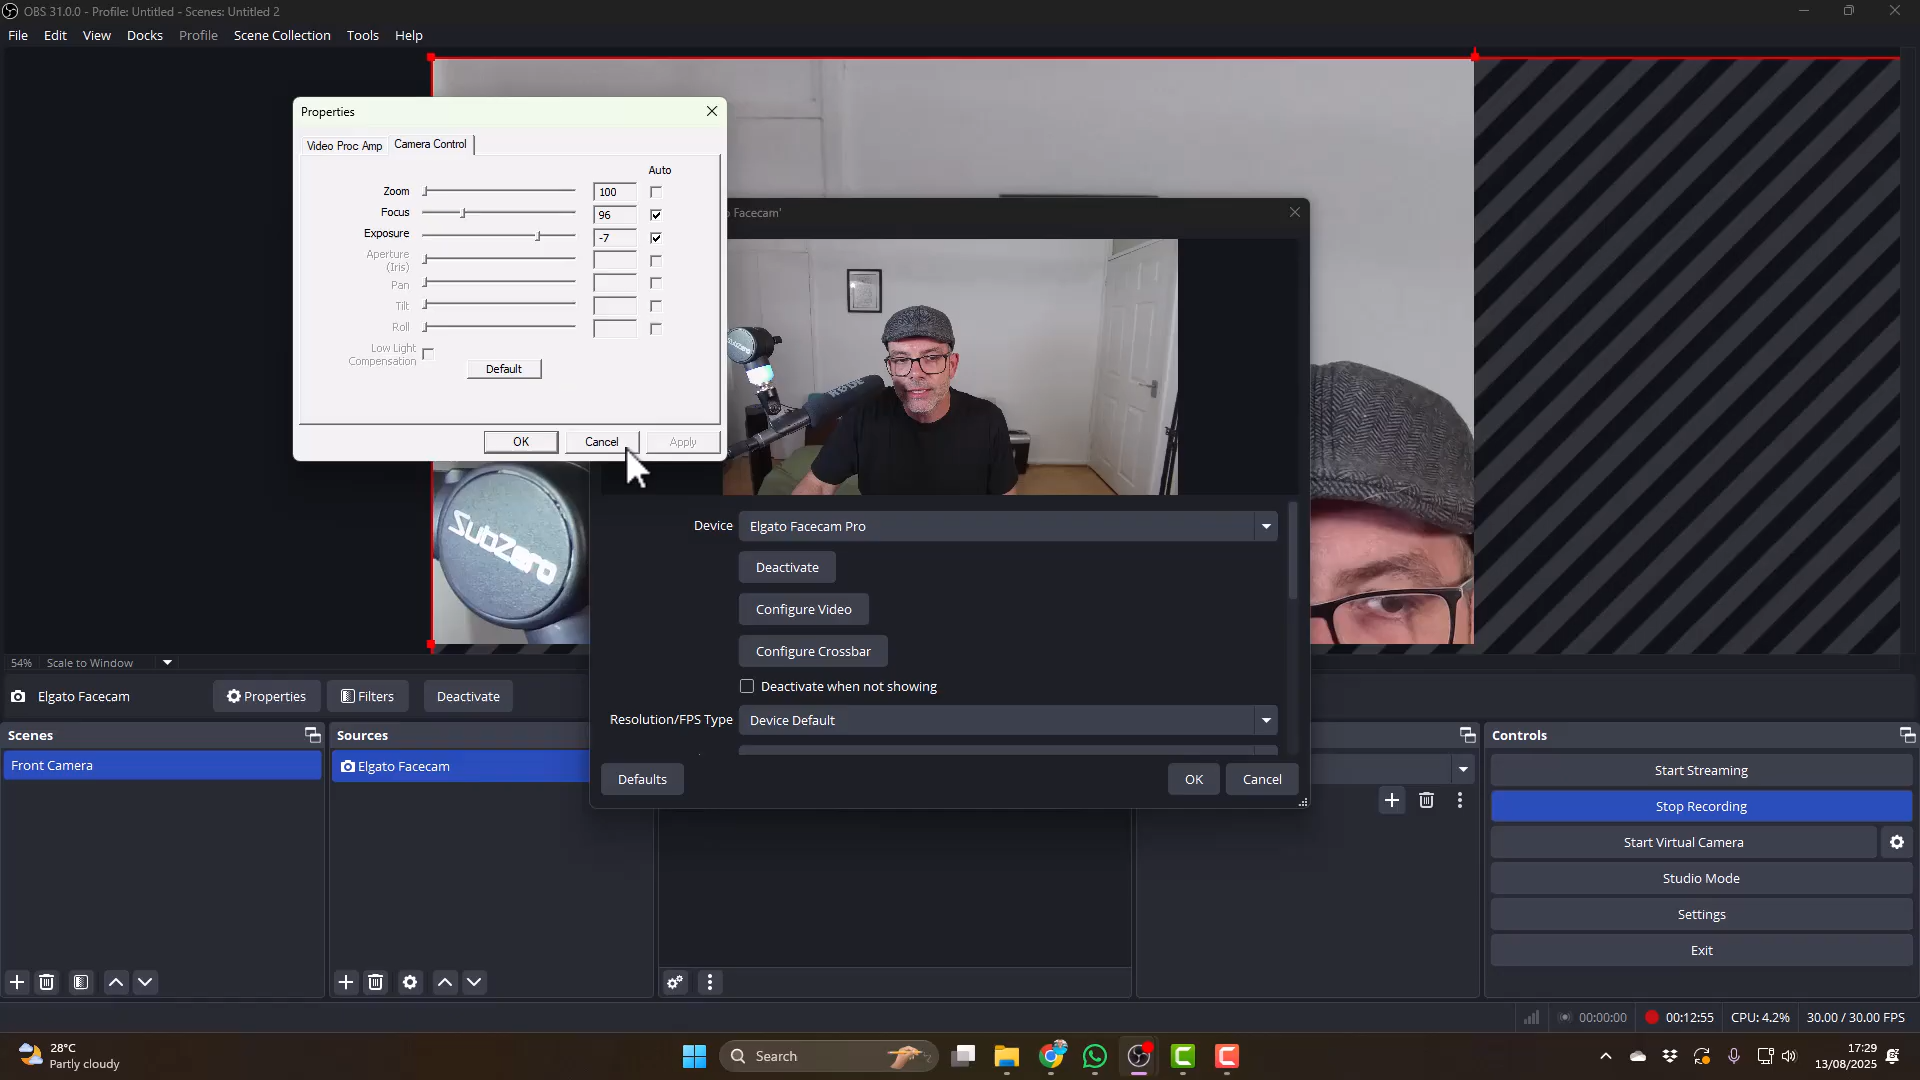 OBS 31.0.0 - Profile: Untitled - Scenes: Untitled 2
File Edit View Docks Profile Scene Collection Tools Help
Properties
Video Proc Amp Camera Control
Auto
Zoom 100
Focus 96
Exposure -7
Aperture
(Iris)
Pan
Tilt
Roll
Low Light
Compensation
Default
OK Cancel Apply
Facecam'
RODE
SubZero
Device Elgato Facecam Pro
Deactivate
Configure Video
Configure Crossbar
Deactivate when not showing
Resolution/FPS Type Device Default
Defaults OK Cancel
54% Scale to Window
Elgato Facecam Properties Filters Deactivate
Scenes
Front Camera
Sources
Elgato Facecam
Controls
Start Streaming
Stop Recording
Start Virtual Camera
Studio Mode
Settings
Exit
00:00:00 00:12:55 CPU: 4.2% 30.00 / 30.00 FPS
28°C
Partly cloudy
Search
17:29
13/08/2025